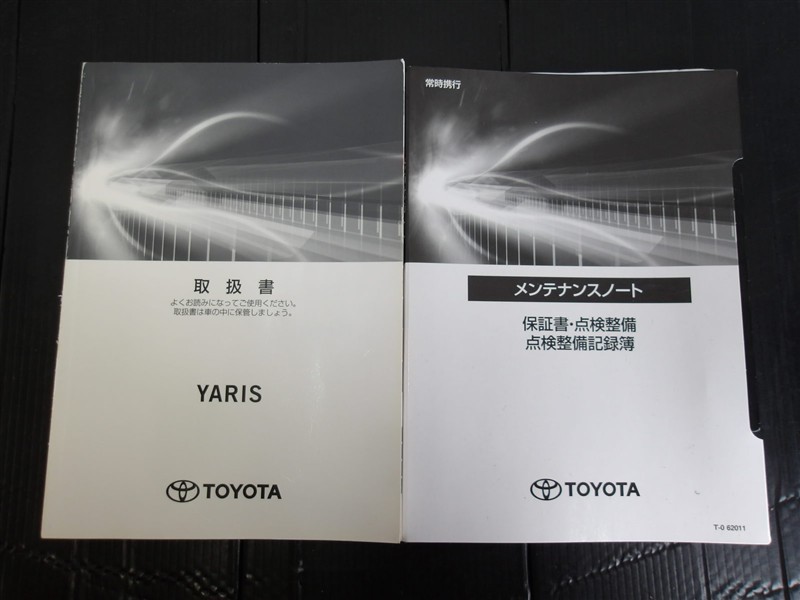 取扱書
よくお読みになってご使用ください。
取扱書は車の中に保管しましょう。
YARIS
TOYOTA
常時携行
メンテナンスノート
保証書・点検整備
点検整備記録簿
TOYOTA
T-0 62011